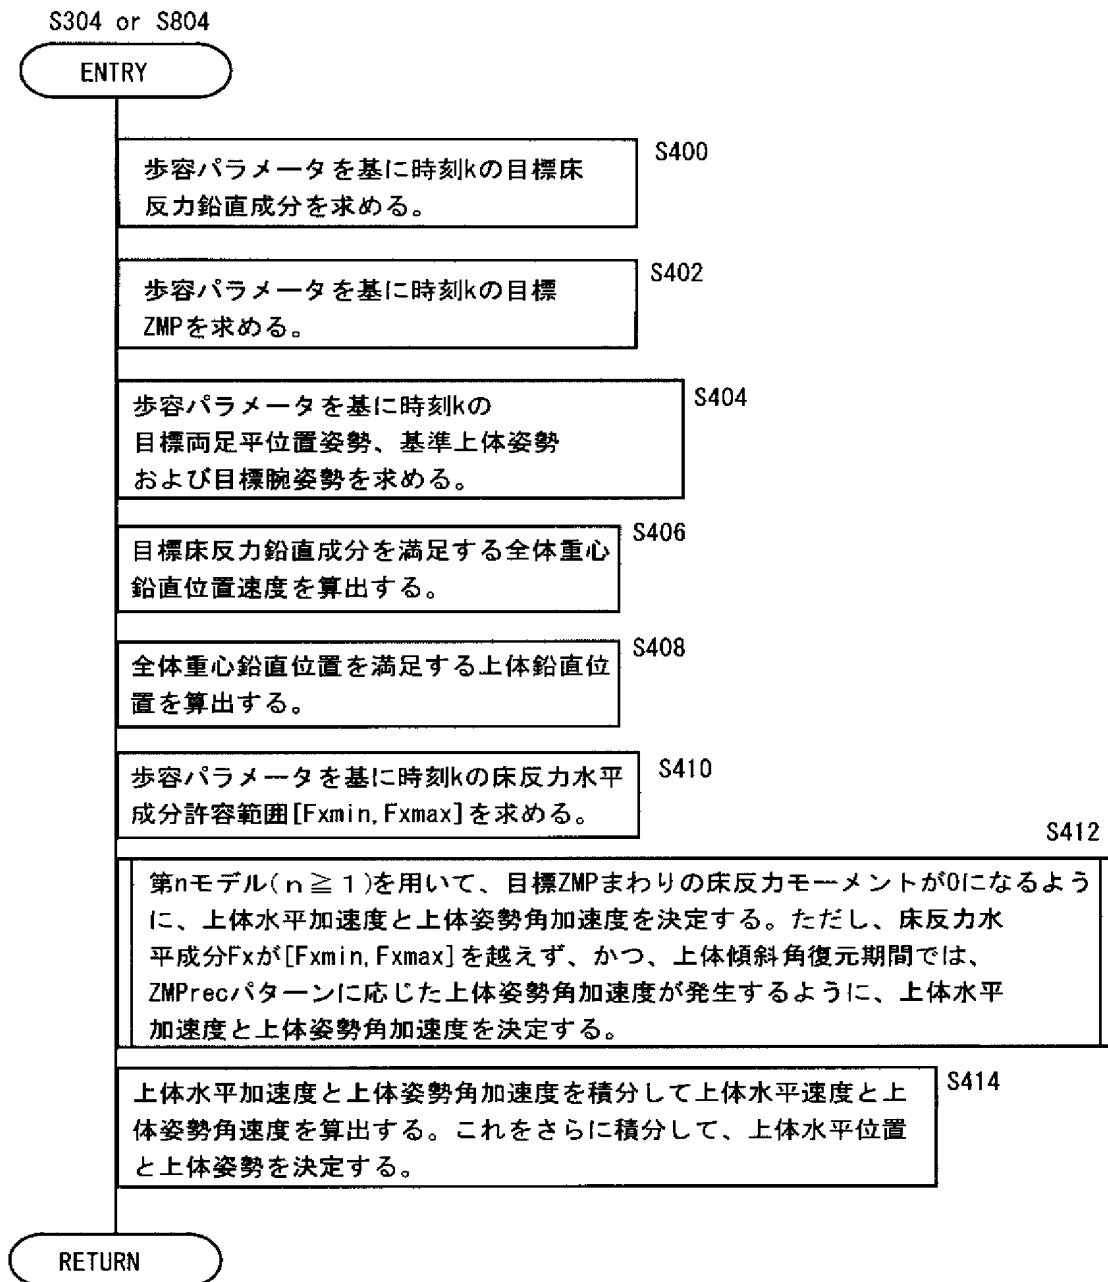 S304 or S804
ENTRY
S400
歩容パラメータを基に時刻kの目標床
反力鉛直成分を求める。
S402
歩容パラメータを基に時刻kの目標
ZMPを求める。
S404
歩容パラメータを基に時刻kの
目標両足平位置姿勢、基準上体姿勢
および目標腕姿勢を求める。
S406
目標床反力鉛直成分を満足する全体重心
鉛直位置速度を算出する。
S408
全体重心鉛直位置を満足する上体鉛直位
置を算出する。
S410
歩容パラメータを基に時刻kの床反力水平
成分許容範囲[Fxmin,Fxmax]を求める。
S412
第nモデル(n≧1)を用いて、目標ZMPまわりの床反力モーメントが0になるよう
に、上体水平加速度と上体姿勢角加速度を決定する。ただし、床反力水
平成分Fxが[Fxmin,Fxmax]を越えず、かつ、上体傾斜角復元期間では、
ZMPrecパターンに応じた上体姿勢角加速度が発生するように、上体水平
加速度と上体姿勢角加速度を決定する。
S414
上体水平加速度と上体姿勢角加速度を積分して上体水平速度と上
体姿勢角速度を算出する。これをさらに積分して、上体水平位置
と上体姿勢を決定する。
RETURN